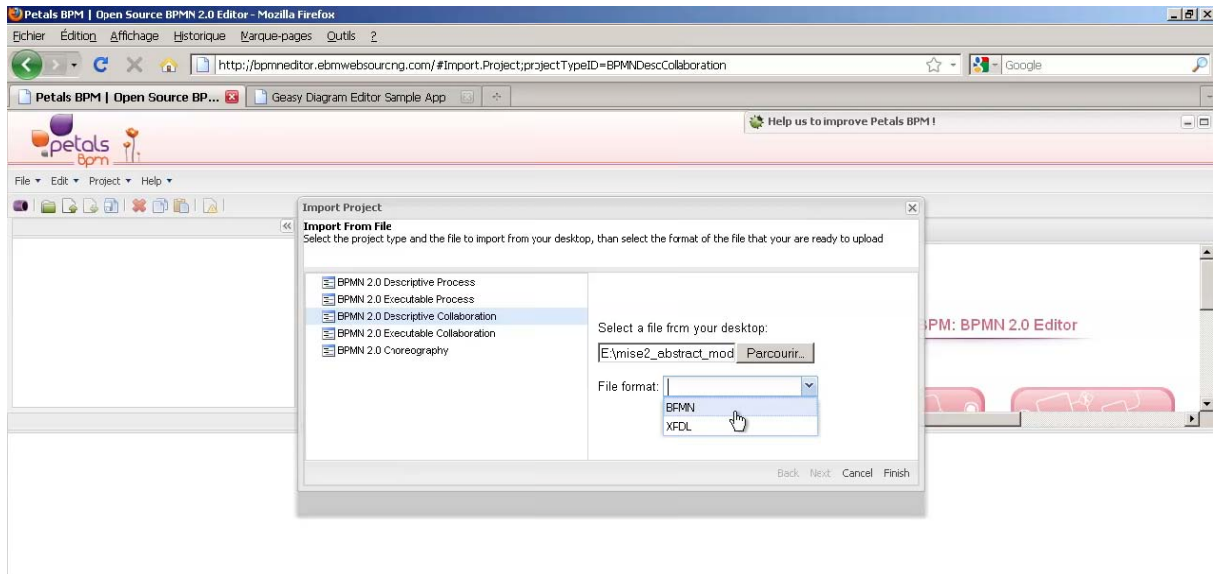 Petals BPM | Open Source BPMN 2.0 Editor - Mozilla Firefox
Fichier Édition Affichage Historique Marque-pages Outils ?
http://bpmneditor.ebmwebsourcing.com/#Import.Project;projectTypeID=BPMNDescCollaboration
Google
Petals BPM | Open Source BP...
Geasy Diagram Editor Sample App
Help us to improve Petals BPM !
petals
Bpm
File Edit Project Help
Import Project
Import From File
Select the project type and the file to import from your desktop, than select the format of the file that your are ready to upload
BPMN 2.0 Descriptive Process
BPMN 2.0 Executable Process
BPMN 2.0 Descriptive Collaboration
BPMN 2.0 Executable Collaboration
BPMN 2.0 Choreography
Select a file from your desktop:
E:\mise2_abstract_mod Parcourir...
File format:
BPMN
XPDL
BPM: BPMN 2.0 Editor
Back Next Cancel Finish